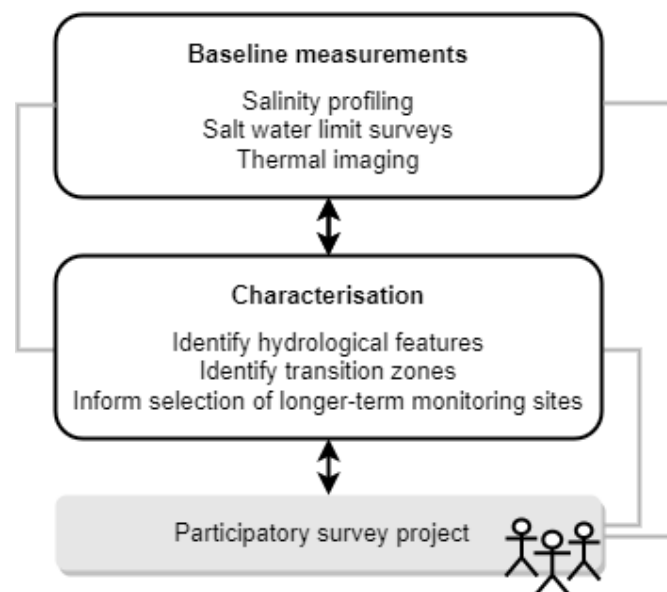 Baseline measurements
Salinity profiling
Salt water limit surveys
Thermal imaging
Characterisation
Identify hydrological features
Identify transition zones
Inform selection of longer-term monitoring sites
Participatory survey project